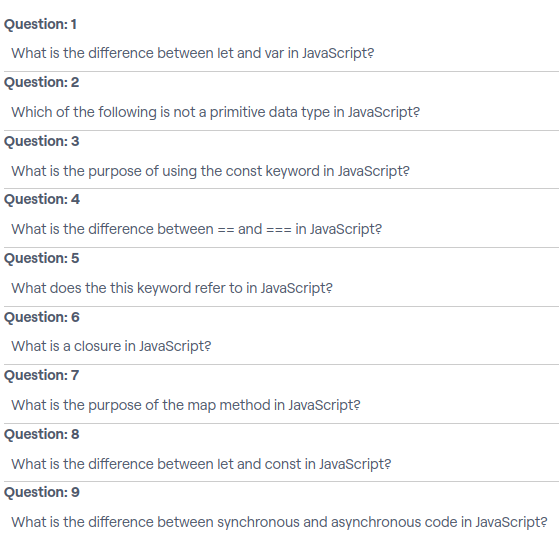 Question: 1
What is the difference between let and var in JavaScript?
Question: 2
Which of the following is not a primitive data type in JavaScript?
Question: 3
What is the purpose of using the const keyword in JavaScript?
Question: 4
What is the difference between == and === in JavaScript?
Question: 5
What does the this keyword refer to in JavaScript?
Question: 6
What is a closure in JavaScript?
Question: 7
What is the purpose of the map method in JavaScript?
Question: 8
What is the difference between let and const in JavaScript?
Question: 9
What is the difference between synchronous and asynchronous code in JavaScript?